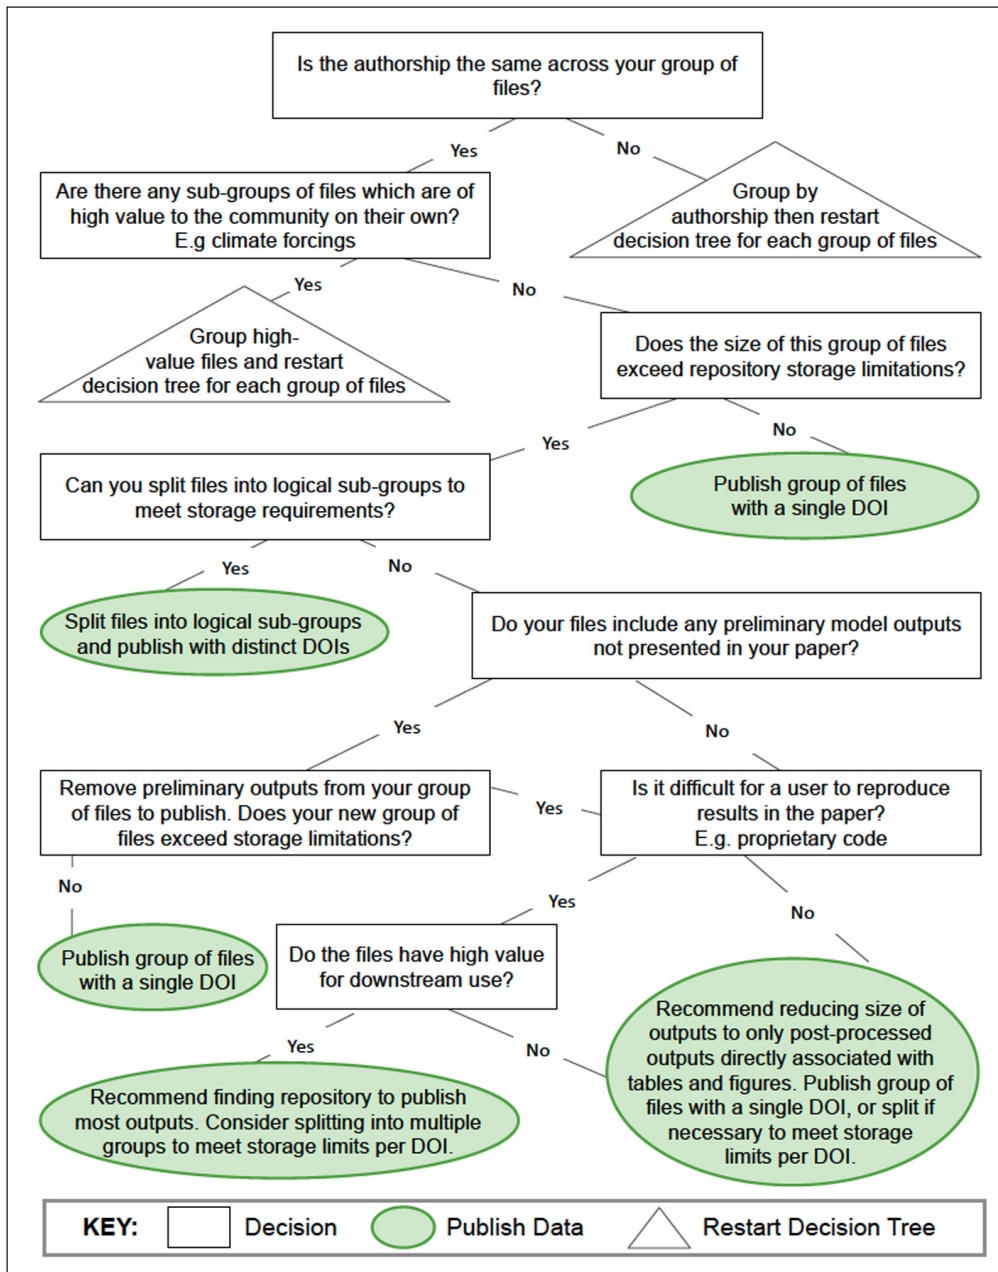 Is the authorship the same across your group of
files?
Yes
No
Are there any sub-groups of files which are of
high value to the community on their own?
E.g climate forcings
Group by
authorship then restart
decision tree for each group of files
Yes
No
Group high-
value files and restart
decision tree for each group of files
Does the size of this group of files
exceed repository storage limitations?
Yes
No
Can you split files into logical sub-groups to
meet storage requirements?
Publish group of files
with a single DOI
Yes
No
Split files into logical sub-groups
and publish with distinct DOIs
Do your files include any preliminary model outputs
not presented in your paper?
Yes
No
Remove preliminary outputs from your group
of files to publish. Does your new group of
files exceed storage limitations?
Yes
Is it difficult for a user to reproduce
results in the paper?
E.g. proprietary code
No
Yes
No
Publish group of files
with a single DOI
Do the files have high value
for downstream use?
Yes
No
Recommend reducing size of
outputs to only post-processed
outputs directly associated with
tables and figures. Publish group of
files with a single DOI, or split if
necessary to meet storage
limits per DOI.
Recommend finding repository to publish
most outputs. Consider splitting into multiple
groups to meet storage limits per DOI.
KEY:
Decision
Publish Data
Restart Decision Tree